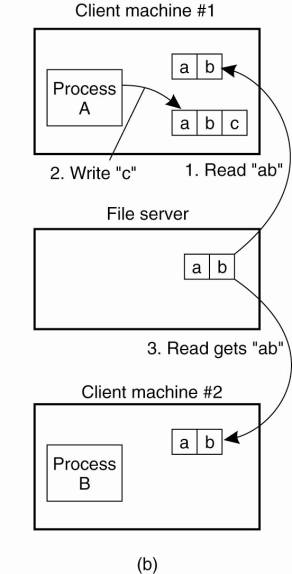 Client machine #1
a b
Process
A
a b c
2. Write "c"
1. Read "ab"
File server
a b
3. Read gets "ab"
Client machine #2
a b
Process
B
(b)